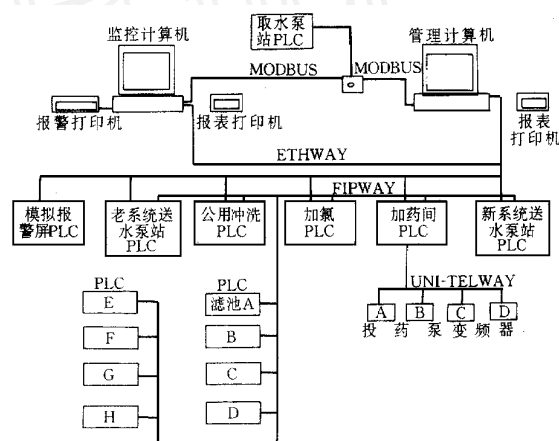 监控计算机
取水泵
站PLC
管理计算机
MODBUS
MODBUS
报警打印机
报表打印机
报表
打印机
ETHWAY
FIPWAY
模拟报
警屏PLC
老系统送
水泵站
PLC
公用冲洗
PLC
加氯
PLC
加药间
PLC
新系统送
水泵站
PLC
UNI-TELWAY
A
B
C
D
投药泵变频器
PLC
E
F
G
H
PLC
滤池A
B
C
D